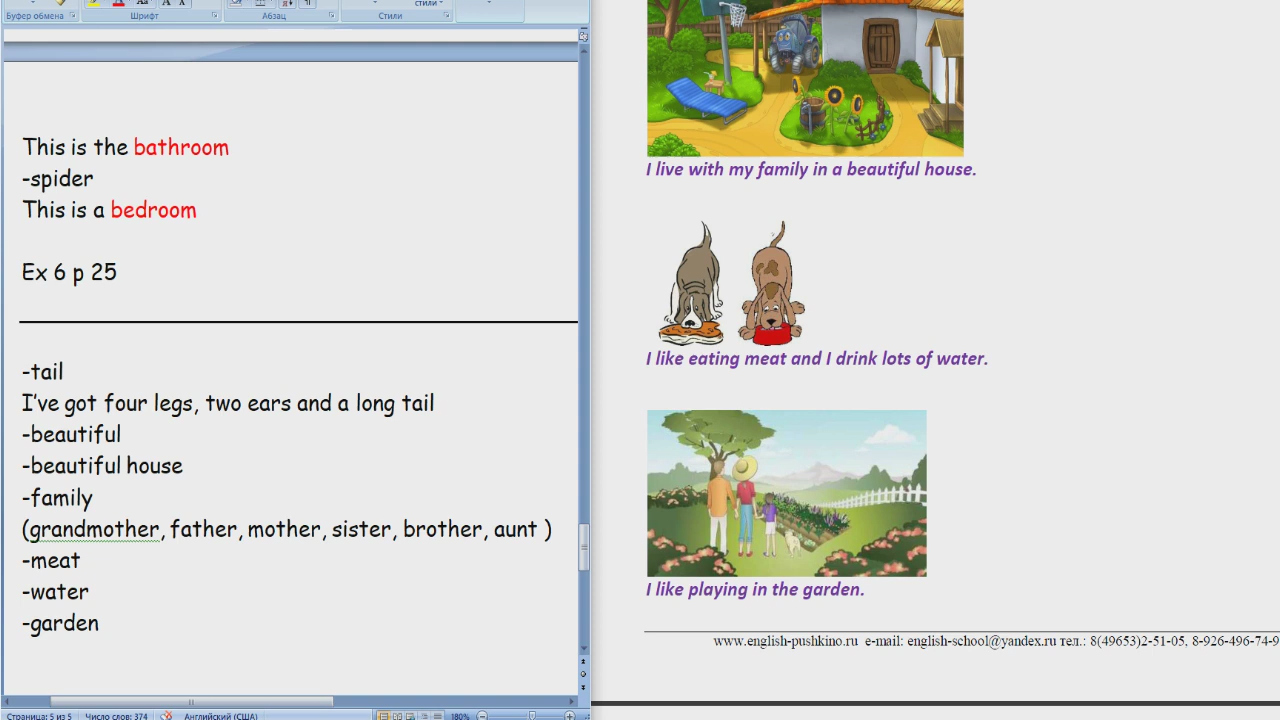 стили
Буфер обмена
Шрифт
Абзац
Стили
This is the bathroom
-spider
This is a bedroom
Ex 6 p 25
-tail
I've got four legs, two ears and a long tail
-beautiful
-beautiful house
-family
(grandmother, father, mother, sister, brother, aunt )
-meat
-water
-garden
Страница: 5 из 5
Число слов: 374
Английский (США)
180%
I live with my family in a beautiful house.
I like eating meat and I drink lots of water.
I like playing in the garden.
www.english-pushkino.ru e-mail: english-school@yandex.ru тел.: 8(49653)2-51-05, 8-926-496-74-9